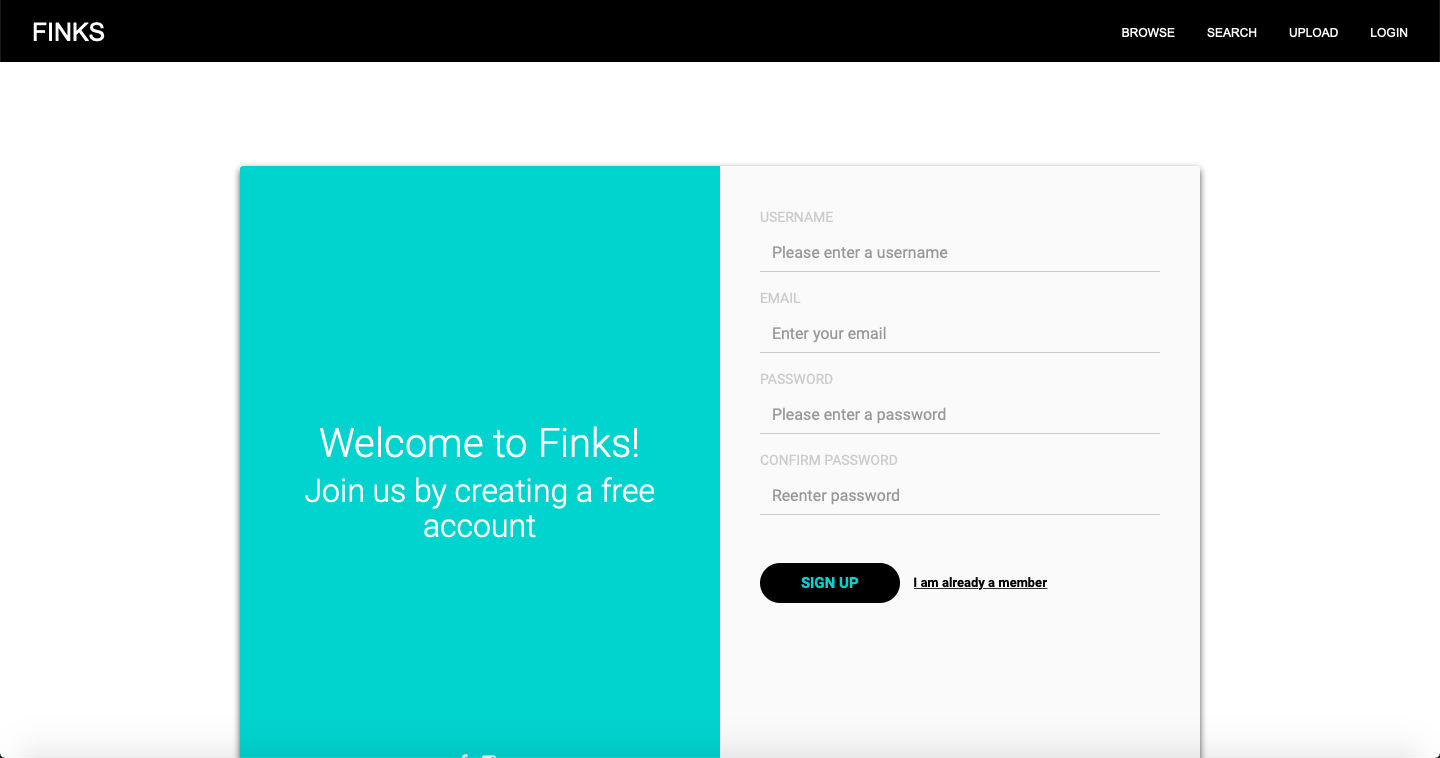 FINKS
BROWSE
SEARCH
UPLOAD
LOGIN
Welcome to Finks!
Join us by creating a free
account
USERNAME
Please enter a username
EMAIL
Enter your email
PASSWORD
Please enter a password
CONFIRM PASSWORD
Reenter password
SIGN UP
I am already a member